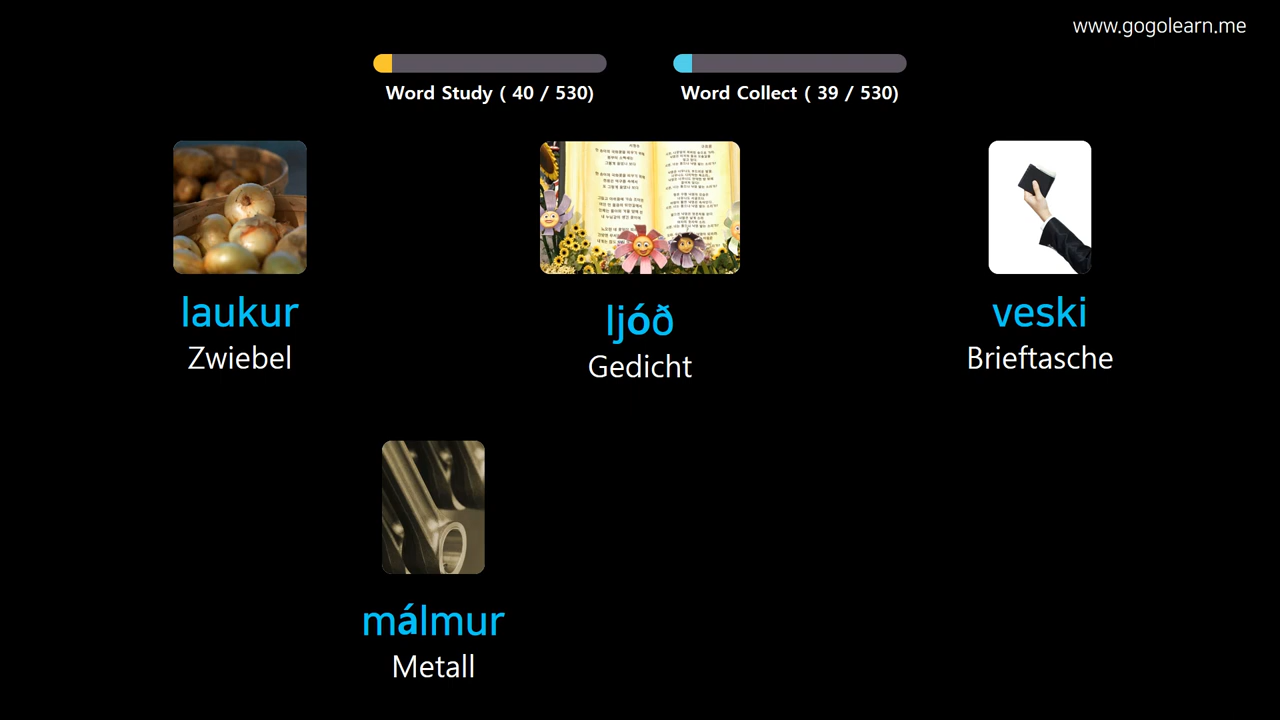 www.gogolearn.me
Word Study ( 40 / 530)
Word Collect ( 39 / 530)
laukur
Zwiebel
ljóð
Gedicht
veski
Brieftasche
málmur
Metall